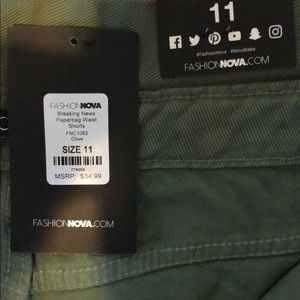 11
#FashionNova #NovaBabe
FASHIONNOVA.COM
FASHIONNOVA
Breaking News
Paperbag Waist
Shorts
FNC1082
Olive
SIZE 11
MSRP $34.99
FASHIONNOVA.COM